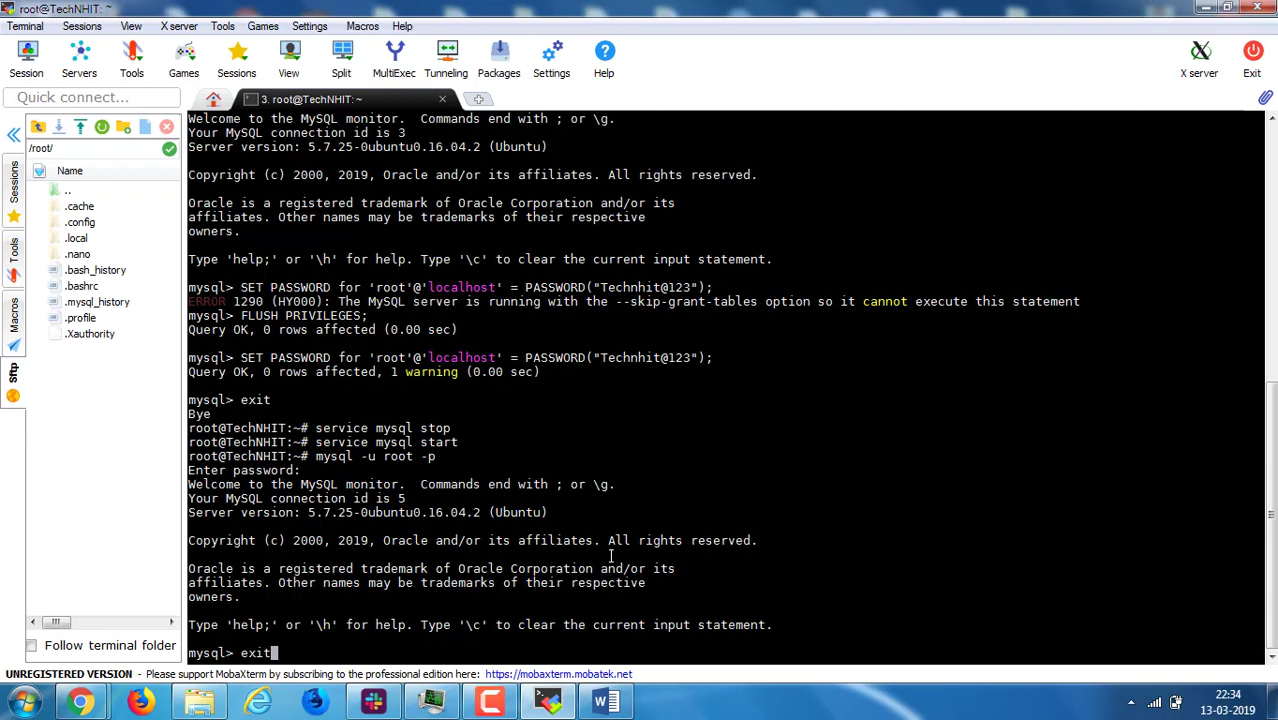 root@TechNHIT: ~
Terminal Sessions View X server Tools Games Settings Macros Help
Session Servers Tools Games Sessions View Split MultiExec Tunneling Packages Settings Help X server Exit
Quick connect...
3. root@TechNHIT: ~
/root/
Name
..
.cache
.config
.local
.nano
.bash_history
.bashrc
.mysql_history
.profile
.Xauthority
Sessions
Tools
Macros
Sftp
Follow terminal folder
Welcome to the MySQL monitor.  Commands end with ; or \g.
Your MySQL connection id is 3
Server version: 5.7.25-0ubuntu0.16.04.2 (Ubuntu)
Copyright (c) 2000, 2019, Oracle and/or its affiliates. All rights reserved.
Oracle is a registered trademark of Oracle Corporation and/or its
affiliates. Other names may be trademarks of their respective
owners.
Type 'help;' or '\h' for help. Type '\c' to clear the current input statement.
mysql> SET PASSWORD for 'root'@'localhost' = PASSWORD("Technhit@123");
ERROR 1290 (HY000): The MySQL server is running with the --skip-grant-tables option so it cannot execute this statement
mysql> FLUSH PRIVILEGES;
Query OK, 0 rows affected (0.00 sec)
mysql> SET PASSWORD for 'root'@'localhost' = PASSWORD("Technhit@123");
Query OK, 0 rows affected, 1 warning (0.00 sec)
mysql> exit
Bye
root@TechNHIT:~# service mysql stop
root@TechNHIT:~# service mysql start
root@TechNHIT:~# mysql -u root -p
Enter password:
Welcome to the MySQL monitor.  Commands end with ; or \g.
Your MySQL connection id is 5
Server version: 5.7.25-0ubuntu0.16.04.2 (Ubuntu)
Copyright (c) 2000, 2019, Oracle and/or its affiliates. All rights reserved.
Oracle is a registered trademark of Oracle Corporation and/or its
affiliates. Other names may be trademarks of their respective
owners.
Type 'help;' or '\h' for help. Type '\c' to clear the current input statement.
mysql> exit
UNREGISTERED VERSION - Please support MobaXterm by subscribing to the professional edition here: https://mobaxterm.mobatek.net
22:34
13-03-2019